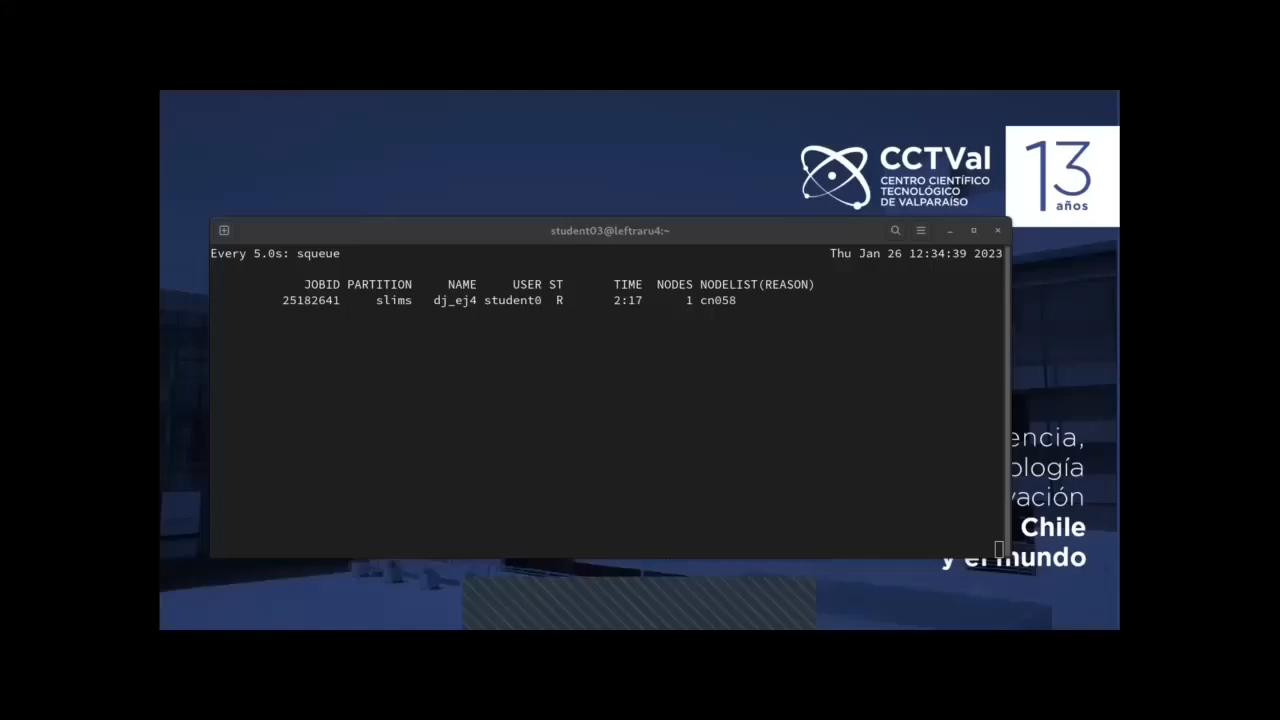 CCTVal
CENTRO CIENTÍFICO
TECNOLÓGICO
DE VALPARAÍSO
13
años
student03@leftraru4:~
Every 5.0s: squeue Thu Jan 26 12:34:39 2023
JOBID PARTITION NAME USER ST TIME NODES NODELIST(REASON)
25182641 slims dj_ej4 student0 R 2:17 1 cn058
encia,
ología
vación
Chile
y el mundo